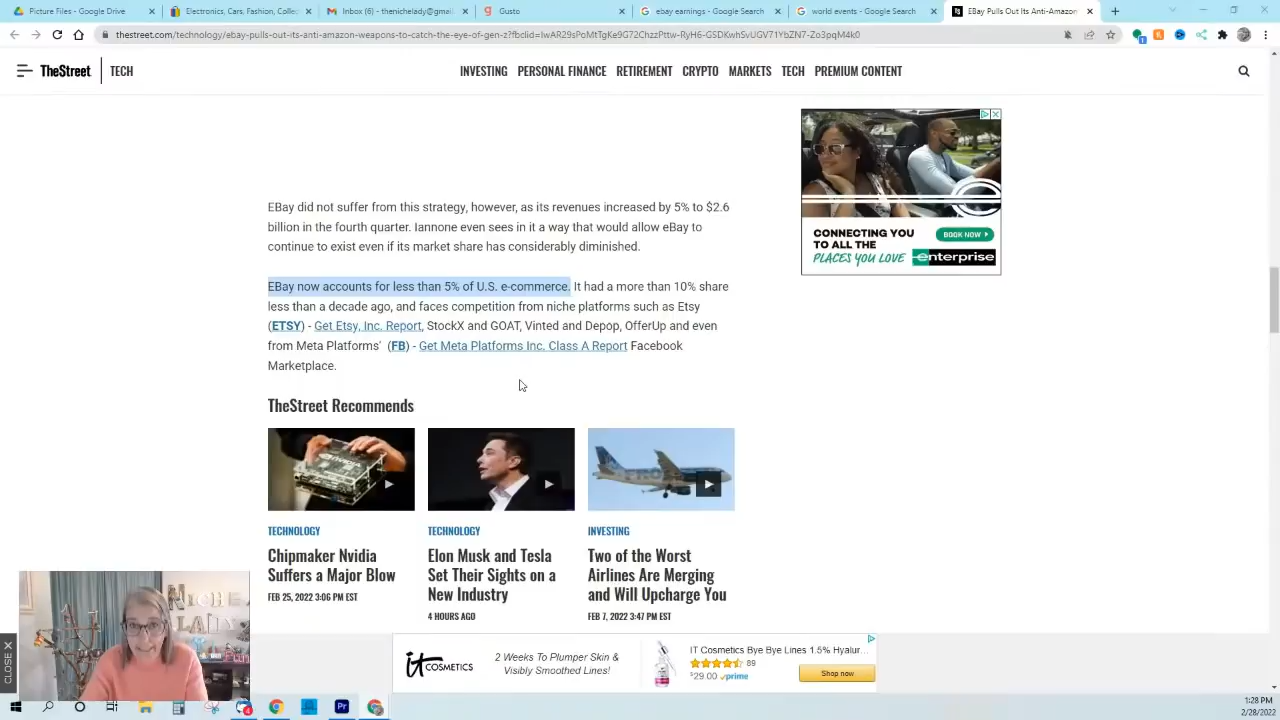 My Drive - Google Drive
Electronics, Cars, Fashion, Collec
Inbox (6) - thenichelady@gmai
Gusto
ebay earnings - Google Search
world search - Google Search
EBay Pulls Out Its Anti-Amazon
thestreet.com/technology/ebay-pulls-out-its-anti-amazon-weapons-to-catch-the-eye-of-gen-z?fbclid=IwAR29sPoMtTgKe9G72ChzzPttw-RyH6-GSDKwhSvUGV71YbZN7-Zo3pqM4k0
TheStreet
TECH
INVESTING PERSONAL FINANCE RETIREMENT CRYPTO MARKETS TECH PREMIUM CONTENT
EBay did not suffer from this strategy, however, as its revenues increased by 5% to $2.6
billion in the fourth quarter. Iannone even sees in it a way that would allow eBay to
continue to exist even if its market share has considerably diminished.
EBay now accounts for less than 5% of U.S. e-commerce. It had a more than 10% share
less than a decade ago, and faces competition from niche platforms such as Etsy
(ETSY) - Get Etsy, Inc. Report, StockX and GOAT, Vinted and Depop, OfferUp and even
from Meta Platforms' (FB) - Get Meta Platforms Inc. Class A Report Facebook
Marketplace.
CONNECTING YOU
TO ALL THE
PLACES YOU LOVE
BOOK NOW
enterprise
TheStreet Recommends
TECHNOLOGY
Chipmaker Nvidia
Suffers a Major Blow
FEB 25, 2022 3:06 PM EST
TECHNOLOGY
Elon Musk and Tesla
Set Their Sights on a
New Industry
4 HOURS AGO
INVESTING
Two of the Worst
Airlines Are Merging
and Will Upcharge You
FEB 7, 2022 3:47 PM EST
CLOSE X
it COSMETICS
2 Weeks To Plumper Skin &
Visibly Smoothed Lines!
IT Cosmetics Bye Bye Lines 1.5% Hyalur...
89
$29.00 prime
Shop now
1:28 PM
2/28/2022